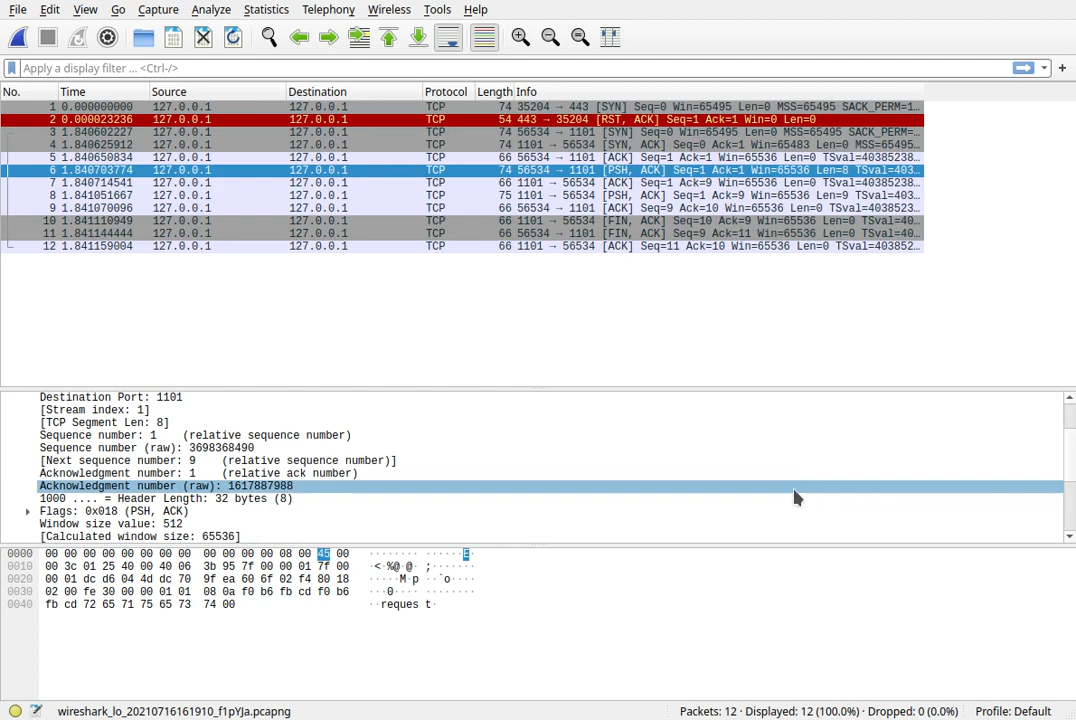 File Edit View Go Capture Analyze Statistics Telephony Wireless Tools Help
Apply a display filter ... <Ctrl-/>
No. Time Source Destination Protocol Length Info
1 0.000000000 127.0.0.1 127.0.0.1 TCP 74 35204 → 443 [SYN] Seq=0 Win=65495 Len=0 MSS=65495 SACK_PERM=1…
2 0.000023236 127.0.0.1 127.0.0.1 TCP 54 443 → 35204 [RST, ACK] Seq=1 Ack=1 Win=0 Len=0
3 1.840602227 127.0.0.1 127.0.0.1 TCP 74 56534 → 1101 [SYN] Seq=0 Win=65495 Len=0 MSS=65495 SACK_PERM=…
4 1.840625912 127.0.0.1 127.0.0.1 TCP 74 1101 → 56534 [SYN, ACK] Seq=0 Ack=1 Win=65483 Len=0 MSS=65495…
5 1.840650834 127.0.0.1 127.0.0.1 TCP 66 56534 → 1101 [ACK] Seq=1 Ack=1 Win=65536 Len=0 TSval=40385238…
6 1.840703774 127.0.0.1 127.0.0.1 TCP 74 56534 → 1101 [PSH, ACK] Seq=1 Ack=1 Win=65536 Len=8 TSval=403…
7 1.840714541 127.0.0.1 127.0.0.1 TCP 66 1101 → 56534 [ACK] Seq=1 Ack=9 Win=65536 Len=0 TSval=40385238…
8 1.841051667 127.0.0.1 127.0.0.1 TCP 75 1101 → 56534 [PSH, ACK] Seq=1 Ack=9 Win=65536 Len=9 TSval=403…
9 1.841070096 127.0.0.1 127.0.0.1 TCP 66 56534 → 1101 [ACK] Seq=9 Ack=10 Win=65536 Len=0 TSval=4038523…
10 1.841110949 127.0.0.1 127.0.0.1 TCP 66 1101 → 56534 [FIN, ACK] Seq=10 Ack=9 Win=65536 Len=0 TSval=40…
11 1.841144444 127.0.0.1 127.0.0.1 TCP 66 56534 → 1101 [FIN, ACK] Seq=9 Ack=11 Win=65536 Len=0 TSval=40…
12 1.841159004 127.0.0.1 127.0.0.1 TCP 66 1101 → 56534 [ACK] Seq=11 Ack=10 Win=65536 Len=0 TSval=403852…
Destination Port: 1101
[Stream index: 1]
[TCP Segment Len: 8]
Sequence number: 1 (relative sequence number)
Sequence number (raw): 3698368490
[Next sequence number: 9 (relative sequence number)]
Acknowledgment number: 1 (relative ack number)
Acknowledgment number (raw): 1617887988
1000 .... = Header Length: 32 bytes (8)
Flags: 0x018 (PSH, ACK)
Window size value: 512
[Calculated window size: 65536]
0000 00 00 00 00 00 00 00 00 00 00 00 00 08 00 45 00 ········ ······E·
0010 00 3c 01 25 40 00 40 06 3b 95 7f 00 00 01 7f 00 ·<·%@·@· ;·······
0020 00 01 dc d6 04 4d dc 70 9f ea 60 6f 02 f4 80 18 ·····M·p ··`o····
0030 02 00 fe 30 00 00 01 01 08 0a f0 b6 fb cd f0 b6 ···0···· ········
0040 fb cd 72 65 71 75 65 73 74 00 ··reques t·
wireshark_lo_20210716161910_f1pYJa.pcapng Packets: 12 · Displayed: 12 (100.0%) · Dropped: 0 (0.0%) Profile: Default